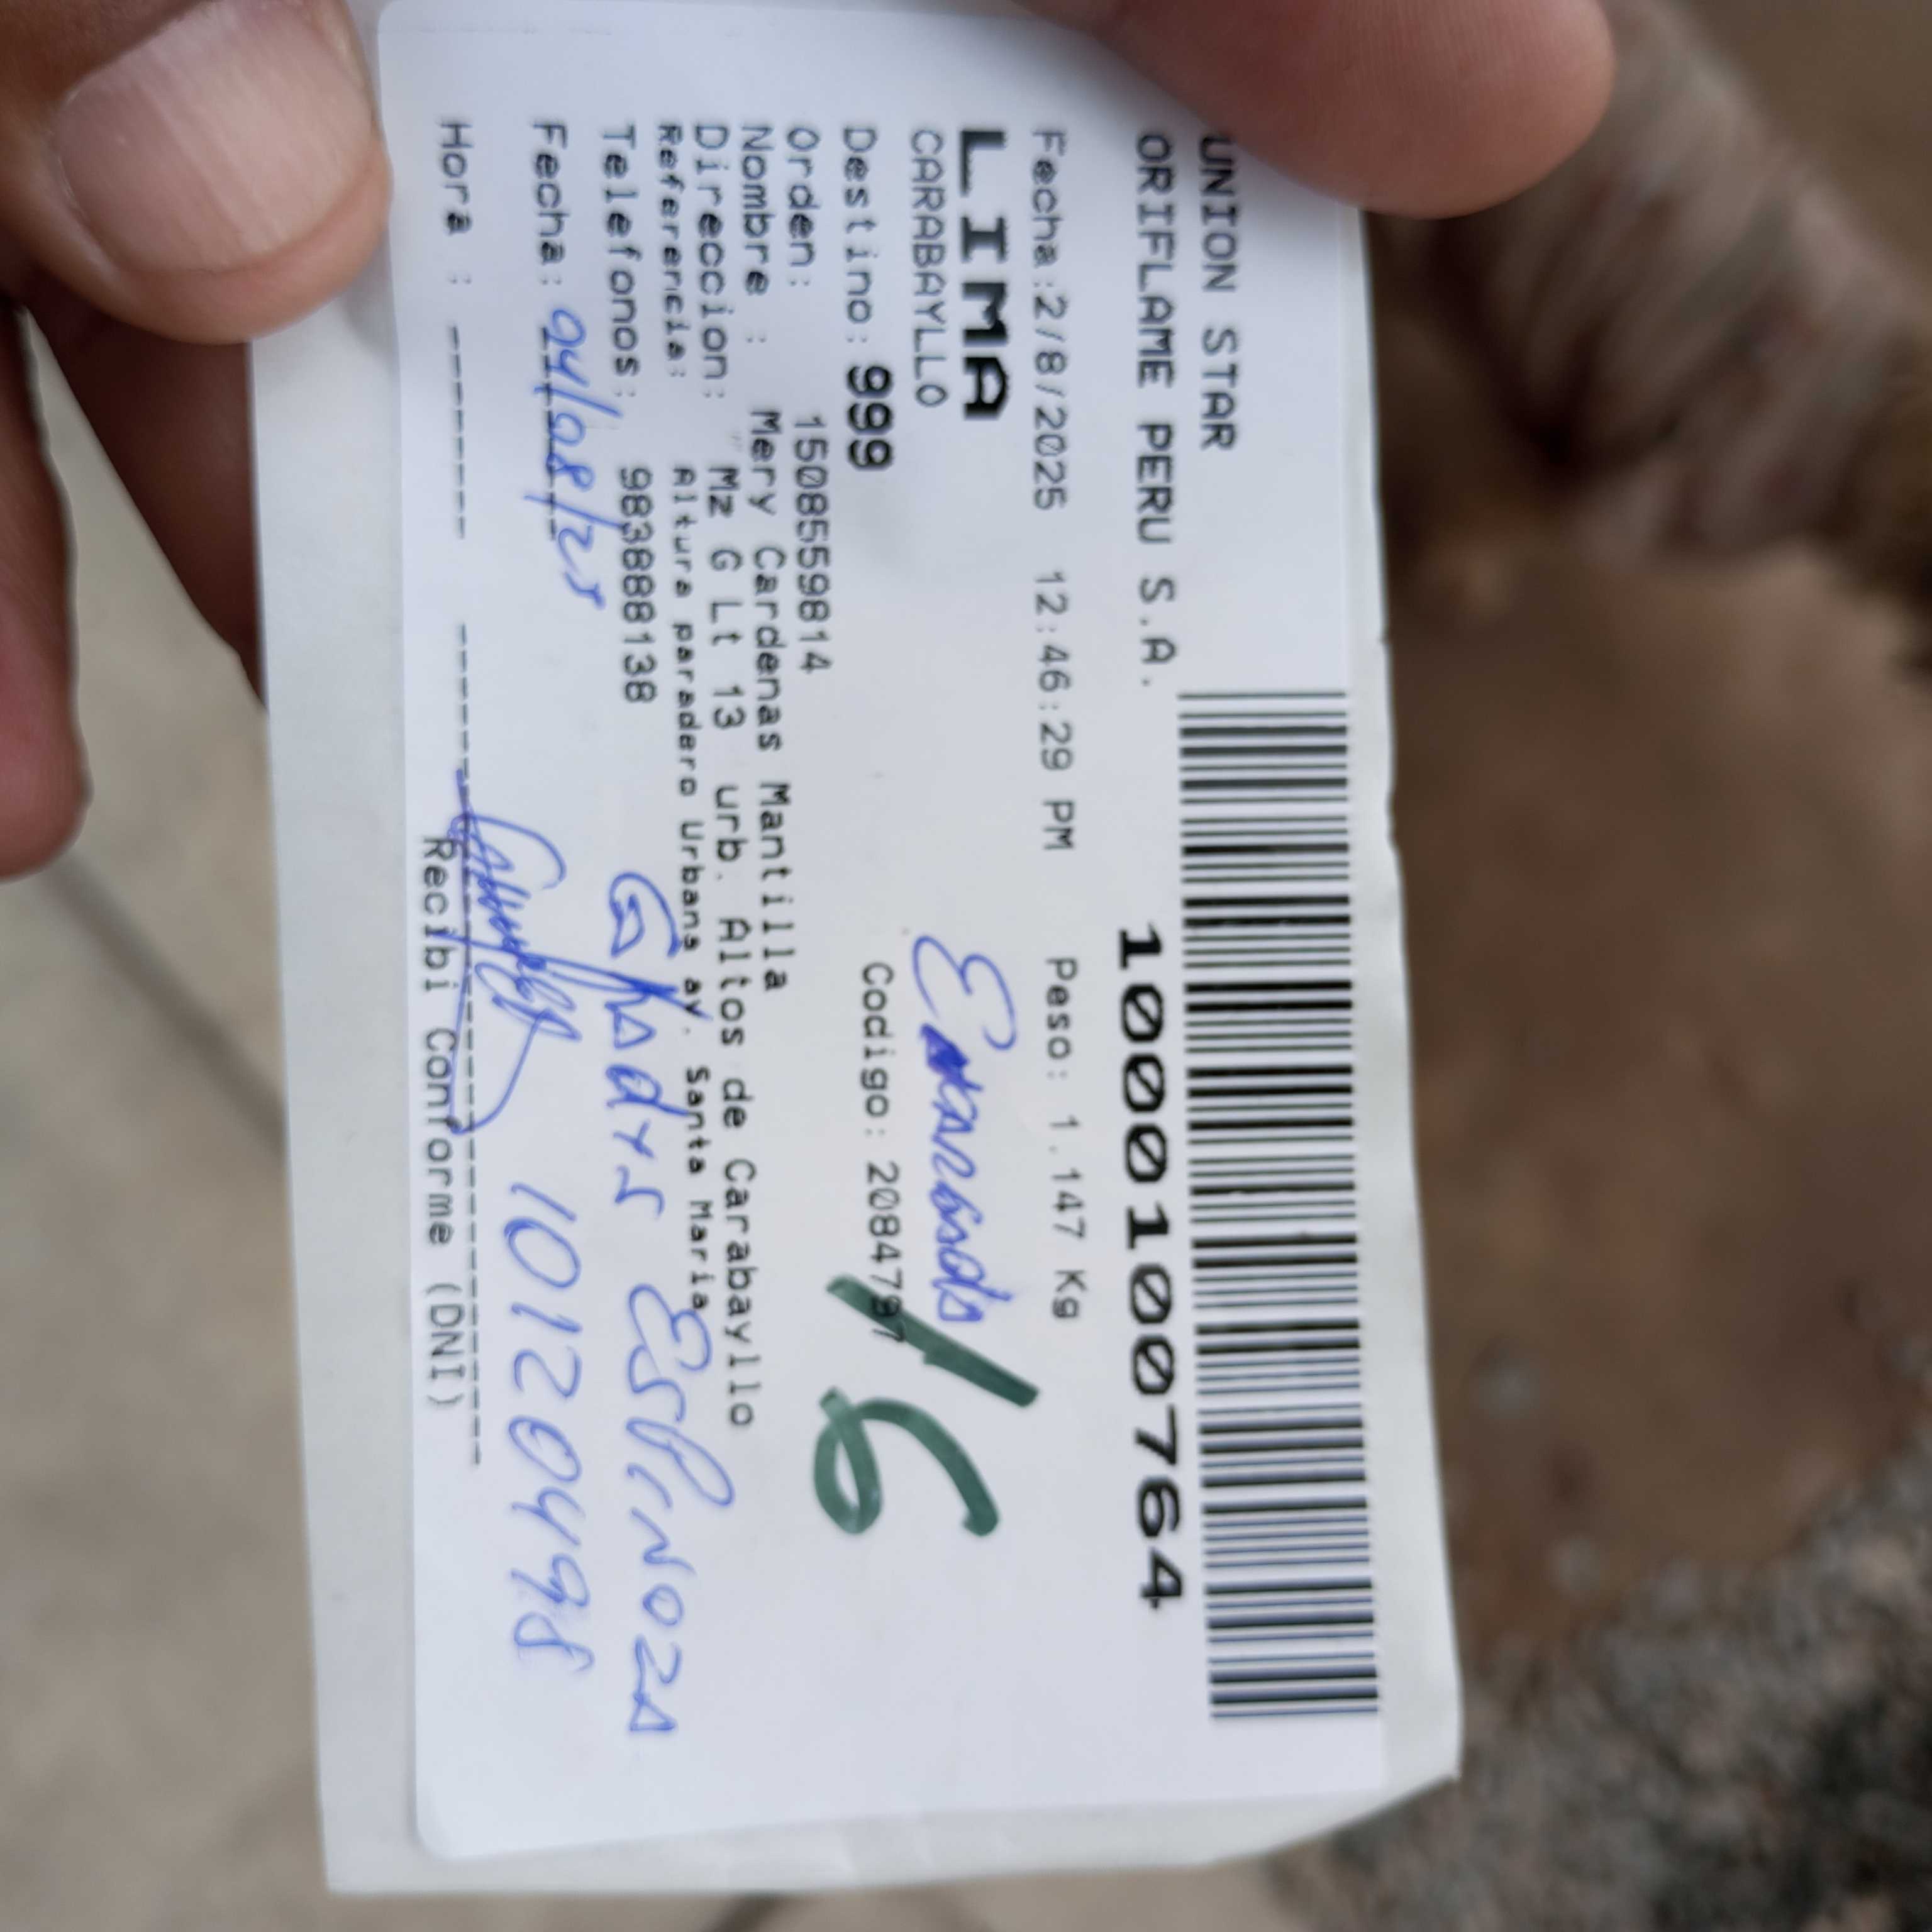 UNION STAR
ORIFLAME PERU S.A.
10001000764
Fecha:2/8/2025 12:46:29 PM Peso: 1.147 Kg
LIMA
CARABAYLLO
Destino: 999 Codigo: 2084797
16
Orden: 1508559814
Nombre : Mery Cardenas Mantilla
Direccion: Mz G Lt 13 urb. Altos de Carabayllo
Referencia: Altura paradero Urbana av. Santa Maria
Telefonos: 983888138
Gladys Espinoza
Fecha: 04/08/25
10120498
Hora :
Recibi Conforme (DNI)